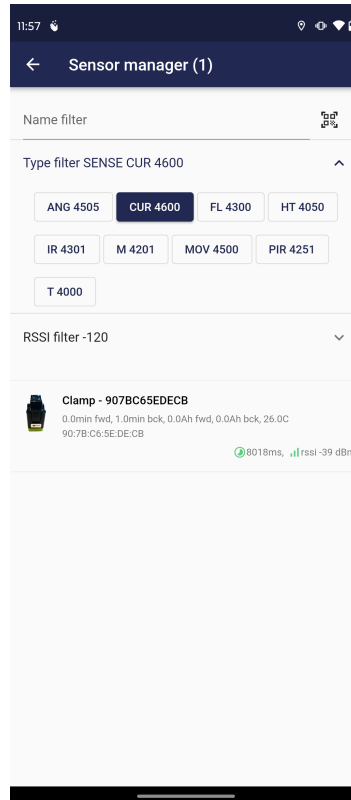 11:57
Sensor manager (1)
Name filter
Type filter SENSE CUR 4600
ANG 4505 CUR 4600 FL 4300 HT 4050
IR 4301 M 4201 MOV 4500 PIR 4251
T 4000
RSSI filter -120
Clamp - 907BC65EDECB
0.0min fwd, 1.0min bck, 0.0Ah fwd, 0.0Ah bck, 26.0C
90:7B:C6:5E:DE:CB
8018ms, rssi -39 dBm